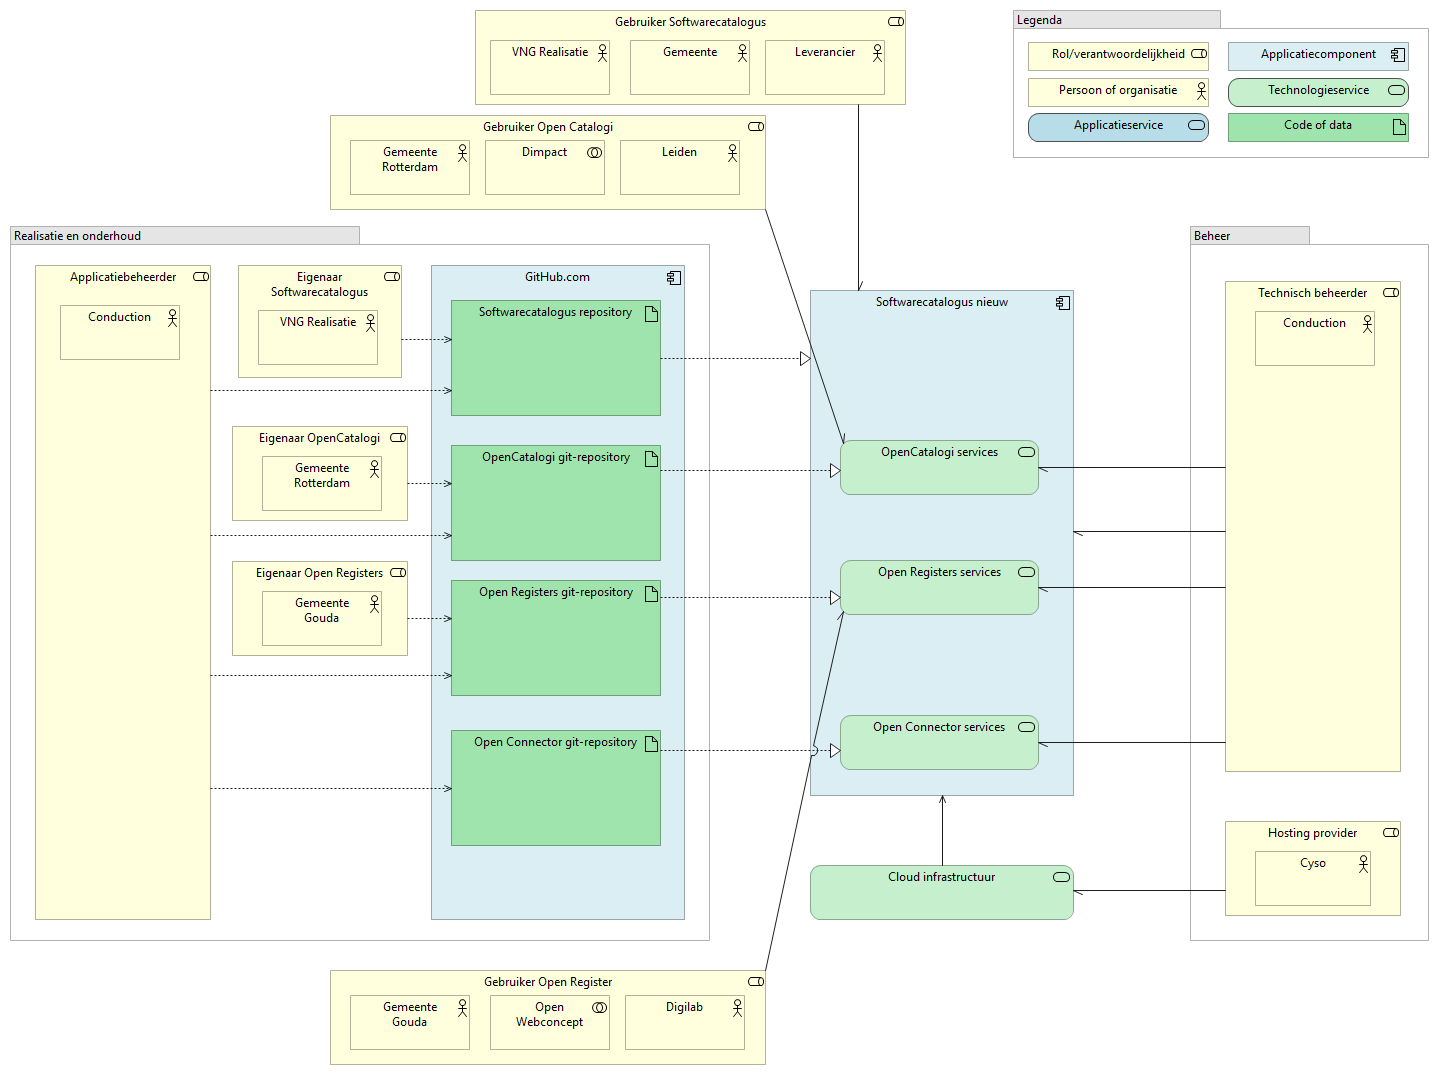 Gebruiker Softwarecatalogus
VNG Realisatie
Gemeente
Leverancier
Legenda
Rol/verantwoordelijkheid
Applicatiecomponent
Persoon of organisatie
Technologieservice
Applicatieservice
Code of data
Gebruiker Open Catalogi
Gemeente
Rotterdam
Dimpact
Leiden
Realisatie en onderhoud
Applicatiebeheerder
Conduction
Eigenaar
Softwarecatalogus
VNG Realisatie
Eigenaar OpenCatalogi
Gemeente
Rotterdam
Eigenaar Open Registers
Gemeente
Gouda
GitHub.com
Softwarecatalogus repository
OpenCatalogi git-repository
Open Registers git-repository
Open Connector git-repository
Softwarecatalogus nieuw
OpenCatalogi services
Open Registers services
Open Connector services
Cloud infrastructuur
Beheer
Technisch beheerder
Conduction
Hosting provider
Cyso
Gebruiker Open Register
Gemeente
Gouda
Open
Webconcept
Digilab